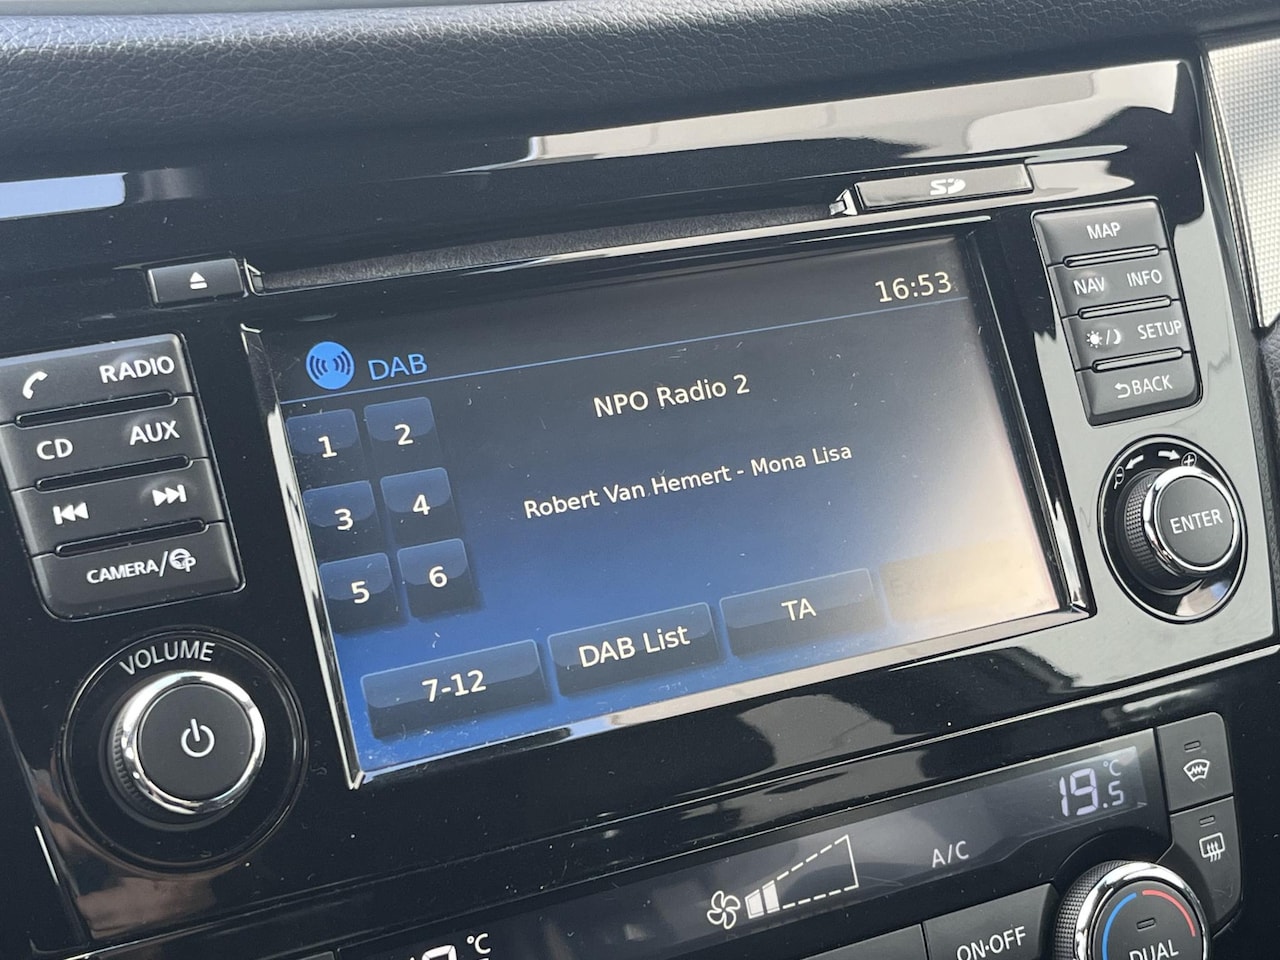 SD
MAP
NAV INFO
SETUP
BACK
ENTER
RADIO
CD AUX
CAMERA/
VOLUME
16:53
DAB
NPO Radio 2
Robert Van Hemert - Mona Lisa
1 2
3 4
5 6
7-12 DAB List TA
19.5 °C
A/C
°C
ON·OFF
DUAL